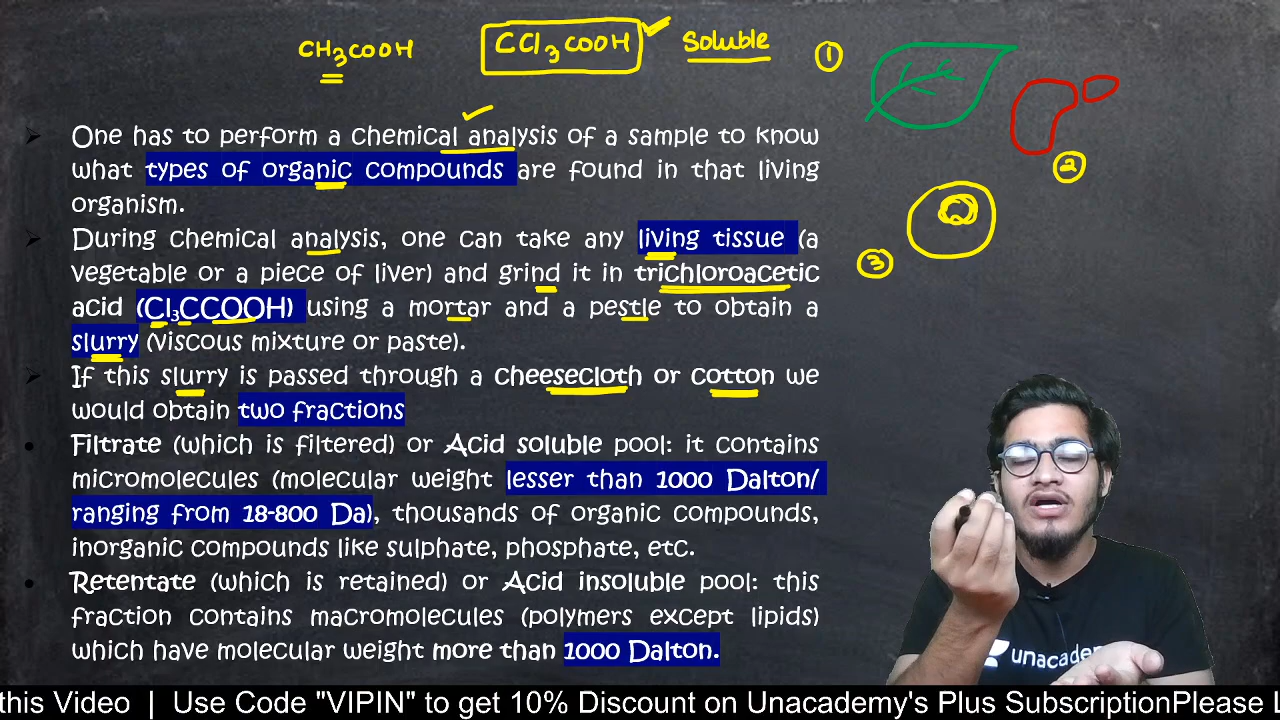 CH3COOH CCl3COOH Soluble 1
One has to perform a chemical analysis of a sample to know
what types of organic compounds are found in that living
organism.
2
During chemical analysis, one can take any living tissue (a
3
vegetable or a piece of liver) and grind it in trichloroacetic
acid (Cl₃CCOOH) using a mortar and a pestle to obtain a
slurry (viscous mixture or paste).
If this slurry is passed through a cheesecloth or cotton we
would obtain two fractions
Filtrate (which is filtered) or Acid soluble pool: it contains
micromolecules (molecular weight lesser than 1000 Dalton/
ranging from 18-800 Da), thousands of organic compounds,
inorganic compounds like sulphate, phosphate, etc.
Retentate (which is retained) or Acid insoluble pool: this
fraction contains macromolecules (polymers except lipids)
which have molecular weight more than 1000 Dalton.
unacademy
this Video | Use Code "VIPIN" to get 10% Discount on Unacademy's Plus SubscriptionPlease